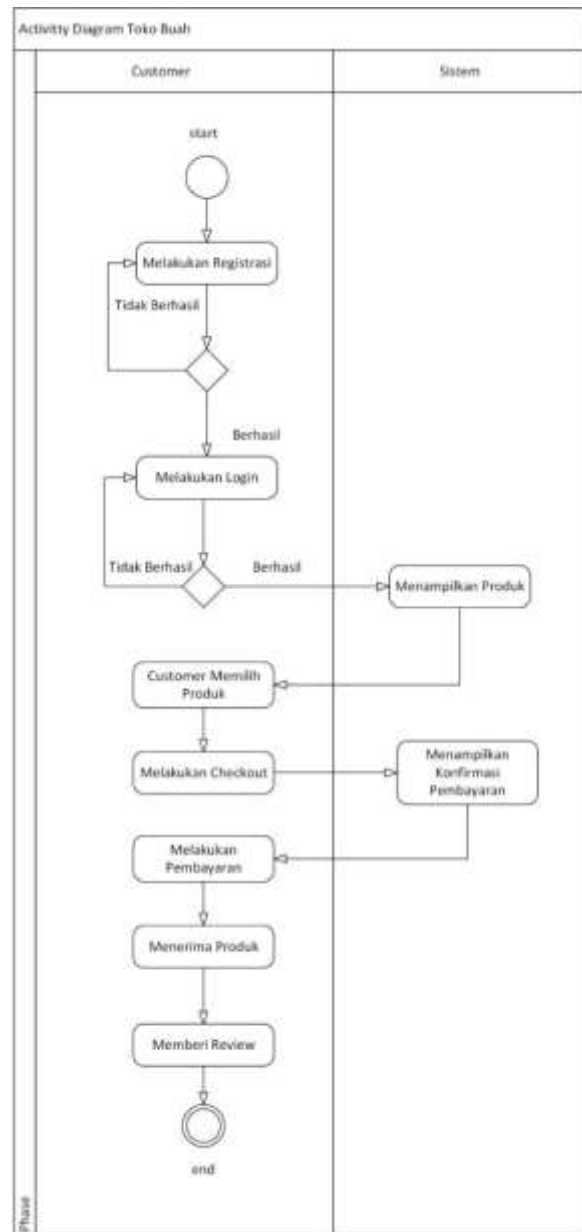 Activitty Diagram Toko Buah
Customer
Sistem
start
Melakukan Registrasi
Tidak Berhasil
Berhasil
Melakukan Login
Tidak Berhasil
Berhasil
Menampilkan Produk
Customer Memilih
Produk
Melakukan Checkout
Menampilkan
Konfirmasi
Pembayaran
Melakukan
Pembayaran
Menerima Produk
Memberi Review
end
Phase